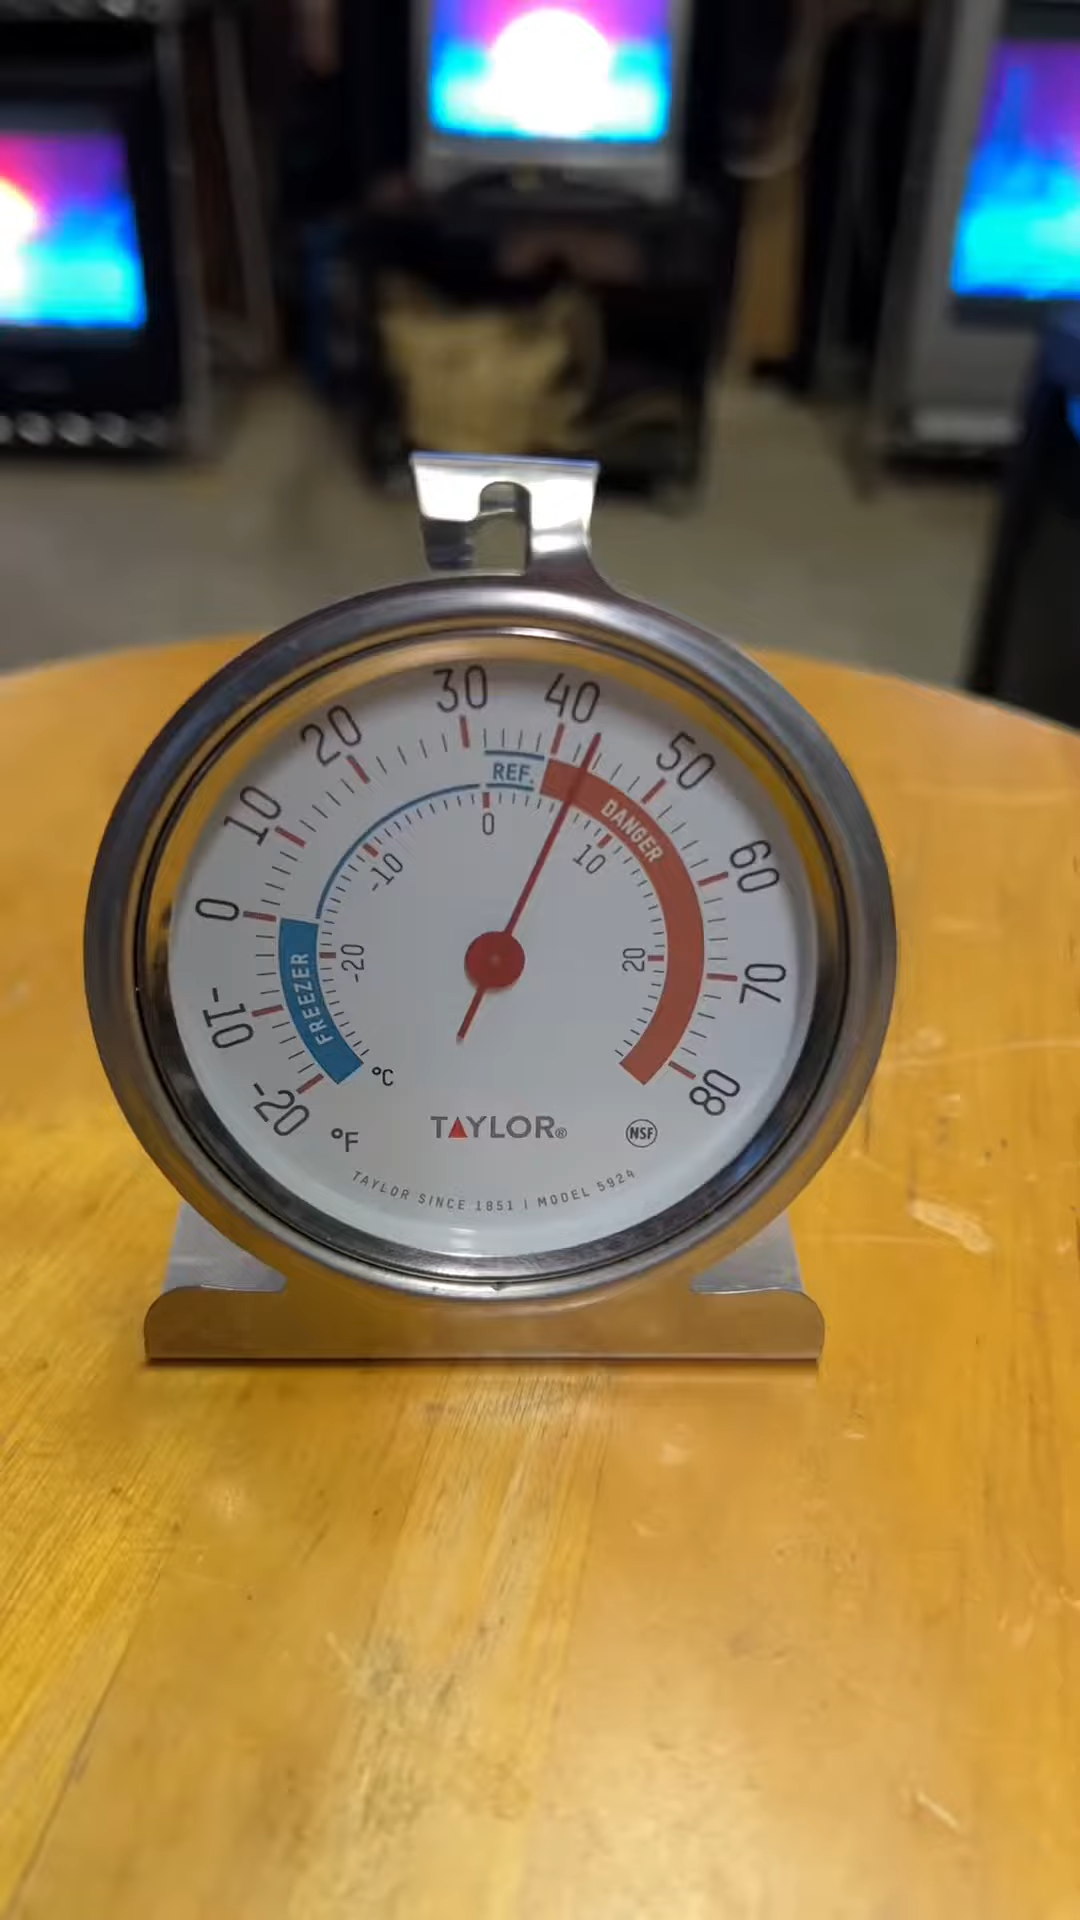 30 40
20 50
REF.
10 0 DANGER
-10 10 60
0
FREEZER -20 20
-10 70
°C
-20 80
°F TAYLOR® NSF
TAYLOR SINCE 1851 | MODEL 5924